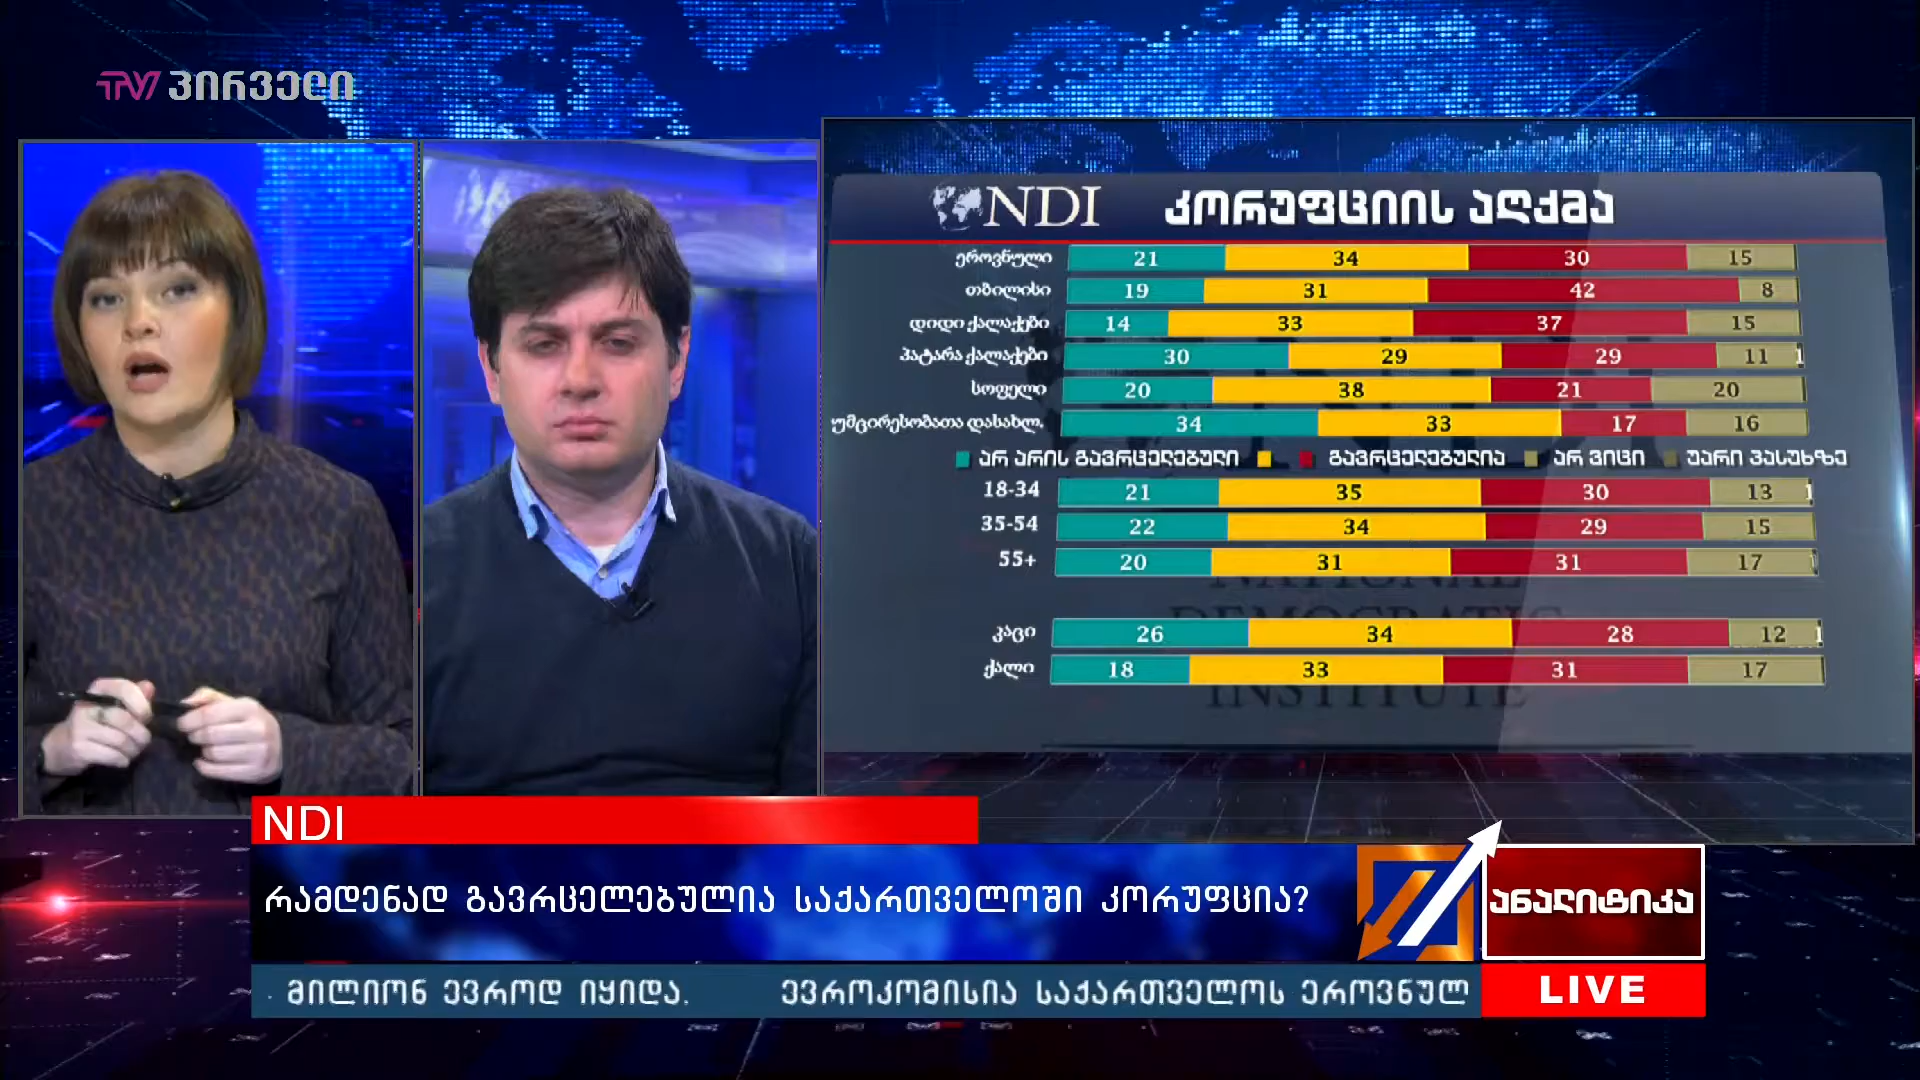 TV პირველი
NDI კორუფციის აღქმა
ეროვნული 21 34 30 15
თბილისი 19 31 42 8
დიდი ქალაქები 14 33 37 15
პატარა ქალაქები 30 29 29 11 1
სოფელი 20 38 21 20
უმცირესობათა დასახლ. 34 33 17 16
არ არის გავრცელებული გავრცელებულია არ ვიცი უარი პასუხზე
18-34 21 35 30 13 1
35-54 22 34 29 15
55+ 20 31 31 17 1
NATIONAL
DEMOCRATIC
კაცი 26 34 28 12 1
ქალი 18 33 31 17
INSTITUTE
NDI
რამდენად გავრცელებულია საქართველოში კორუფცია?
ანალიტიკა
. მილიონ ევროდ იყიდა. ევროკომისია საქართველოს ეროვნულ
LIVE